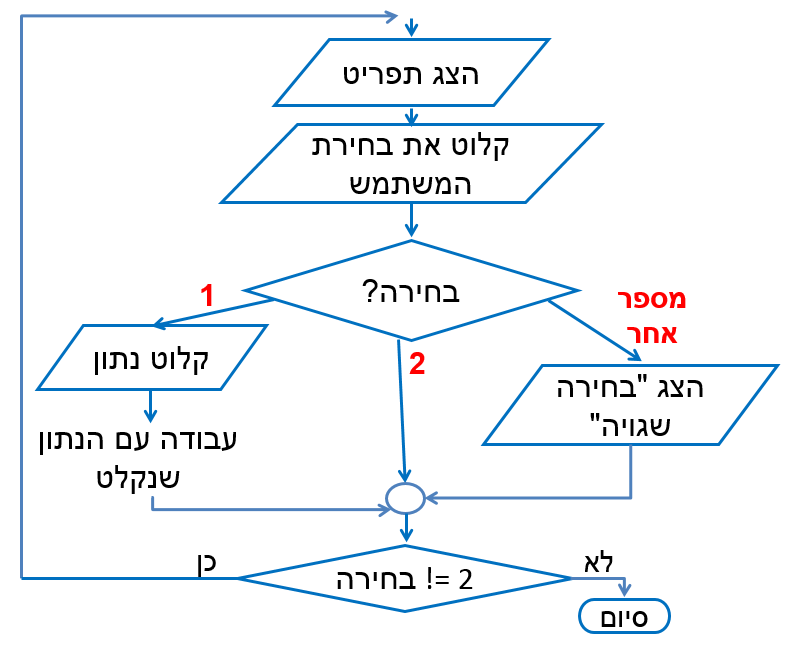 הצג תפריט
קלוט את בחירת
המשתמש
בחירה?
1
2
מספר
אחר
קלוט נתון
הצג "בחירה
שגויה"
עבודה עם הנתון
שנקלט
כן
2 != בחירה
לא
סיום